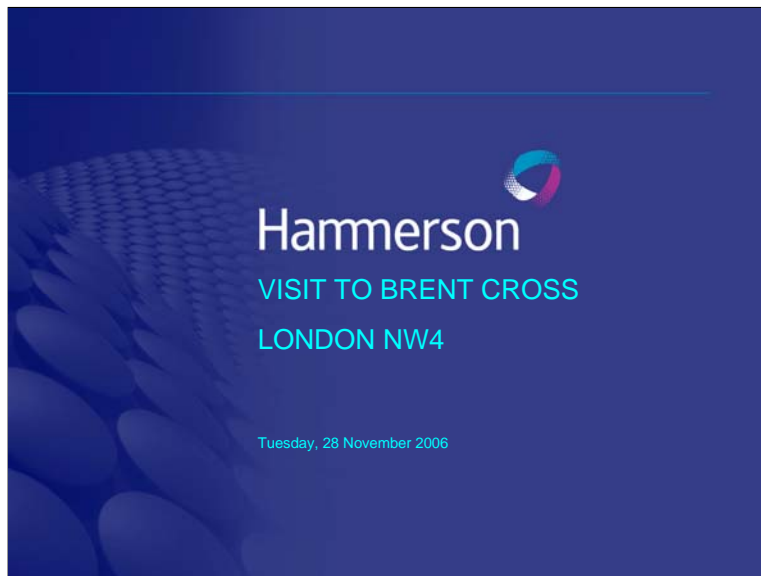 Hammerson
VISIT TO BRENT CROSS
LONDON NW4
Tuesday, 28 November 2006